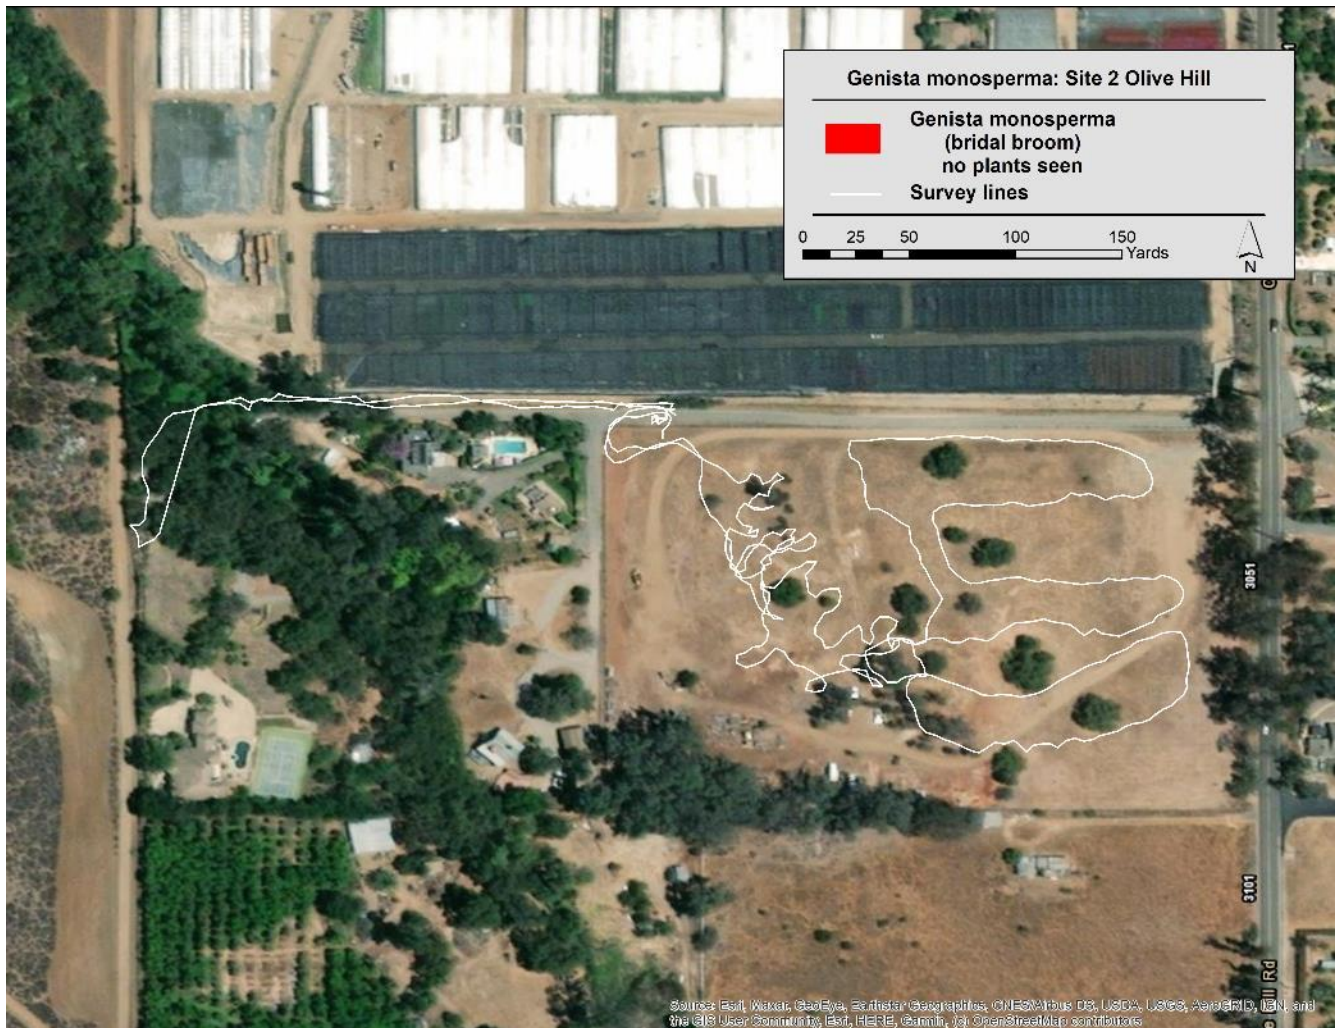 Genista monosperma: Site 2 Olive Hill
Genista monosperma
(bridal broom)
no plants seen
Survey lines
0 25 50 100 150
Yards
N
3051
3101
ill Rd
Source: Esri, Maxar, GeoEye, Earthstar Geographics, CNES/Airbus DS, USDA, USGS, AeroGRID, IGN, and
the GIS User Community, Esri, HERE, Garmin, (c) OpenStreetMap contributors